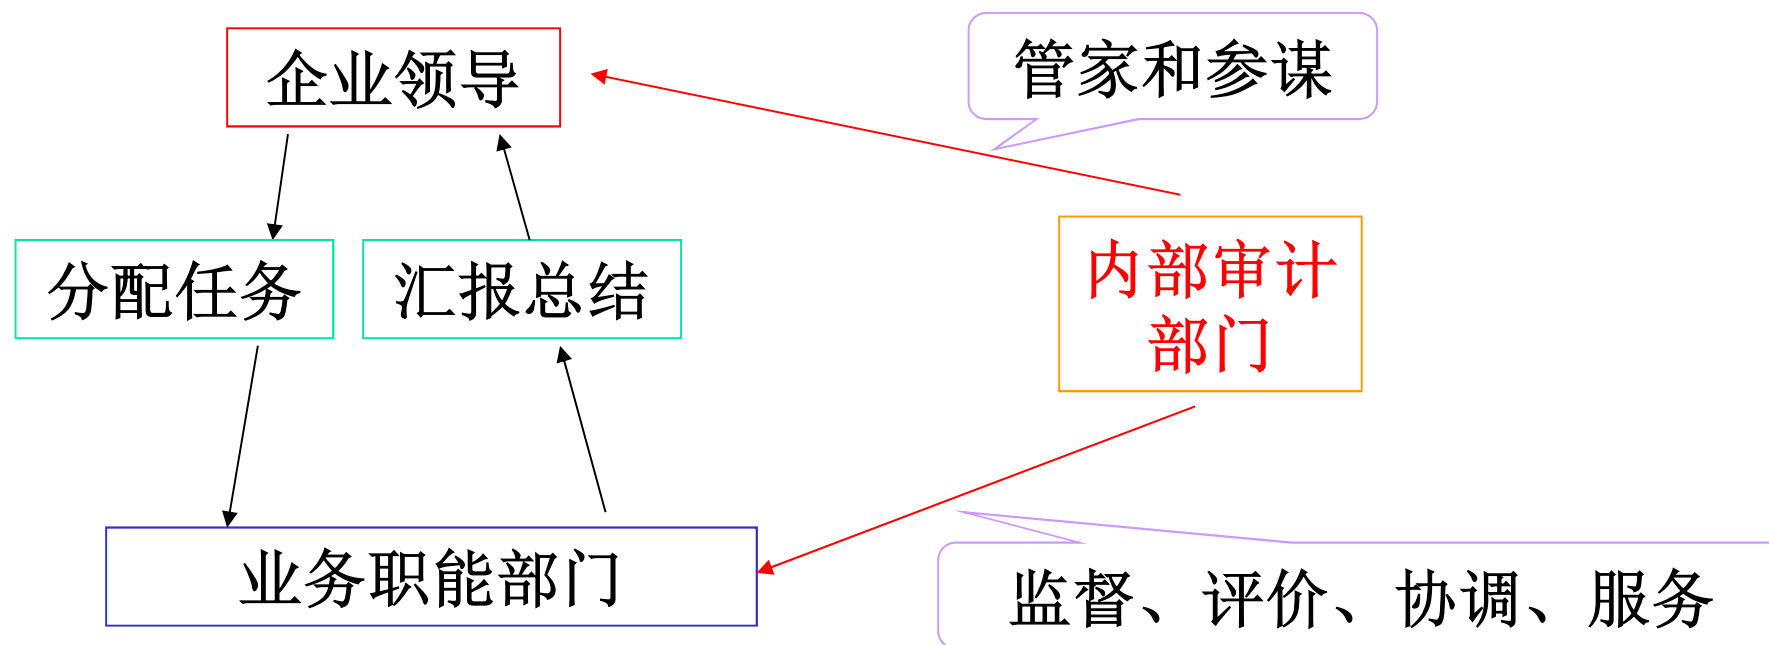 企业领导
管家和参谋
分配任务
汇报总结
内部审计
部门
业务职能部门
监督、评价、协调、服务